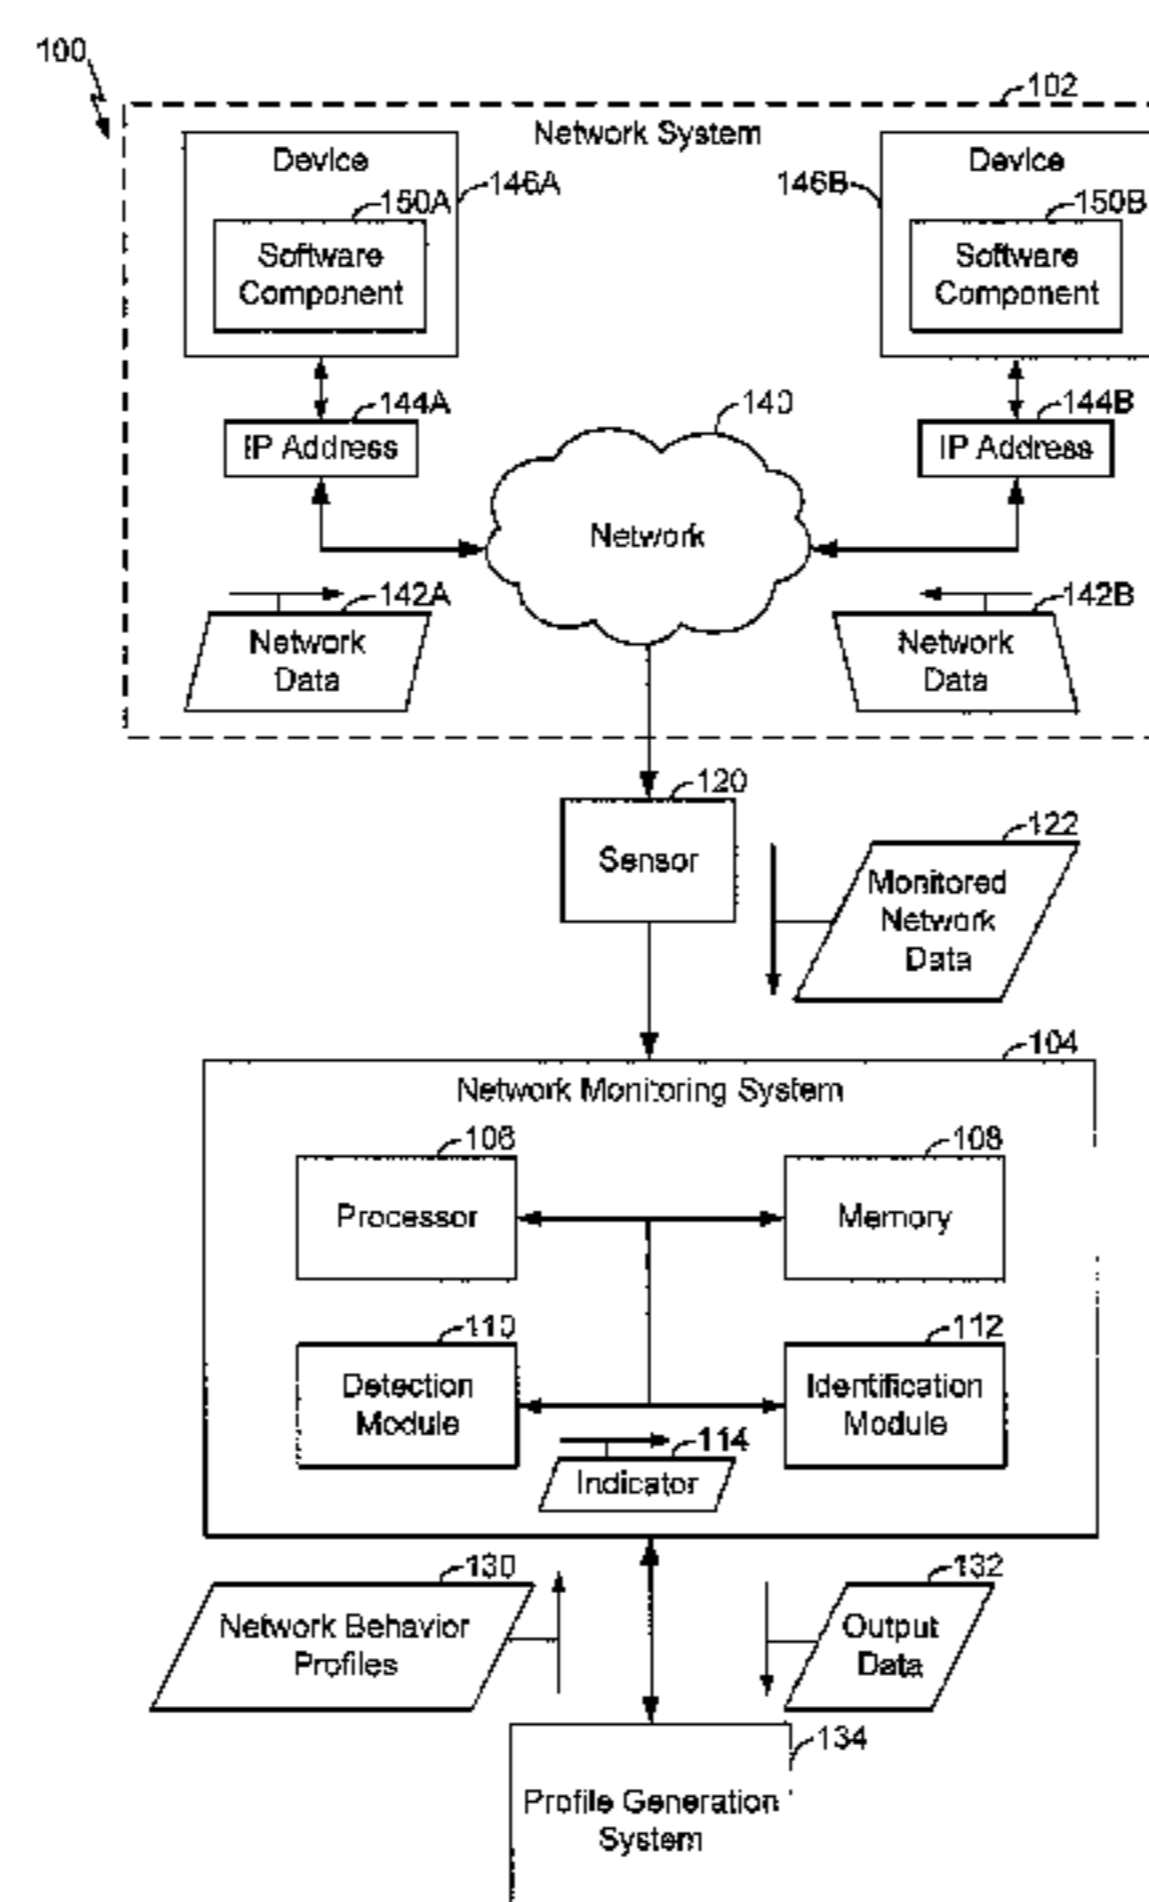 100
102
Network System
Device
146A
150A
Software
Component
146B
Device
150B
Software
Component
144A
IP Address
140
Network
144B
IP Address
142A
Network
Data
142B
Network
Data
120
Sensor
122
Monitored
Network
Data
104
Network Monitoring System
106
Processor
108
Memory
110
Detection
Module
112
Identification
Module
114
Indicator
130
Network Behavior
Profiles
132
Output
Data
134
Profile Generation
System